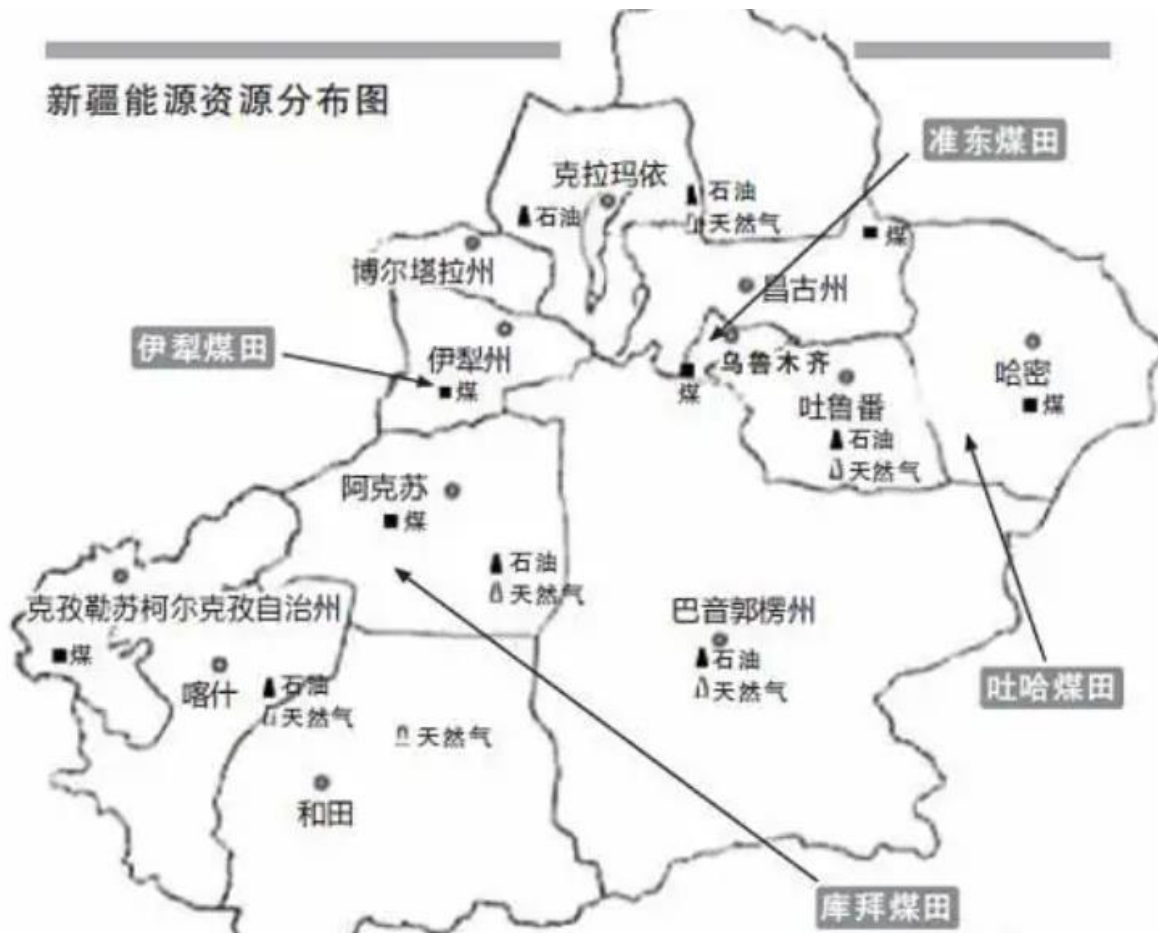 新疆能源资源分布图
准东煤田
克拉玛依
石油
石油
天然气
煤
博尔塔拉州
昌古州
伊犁煤田
伊犁州
煤
乌鲁木齐
煤
哈密
煤
吐鲁番
石油
天然气
阿克苏
煤
石油
天然气
克孜勒苏柯尔克孜自治州
煤
喀什
石油
天然气
巴音郭楞州
石油
天然气
吐哈煤田
天然气
和田
库拜煤田